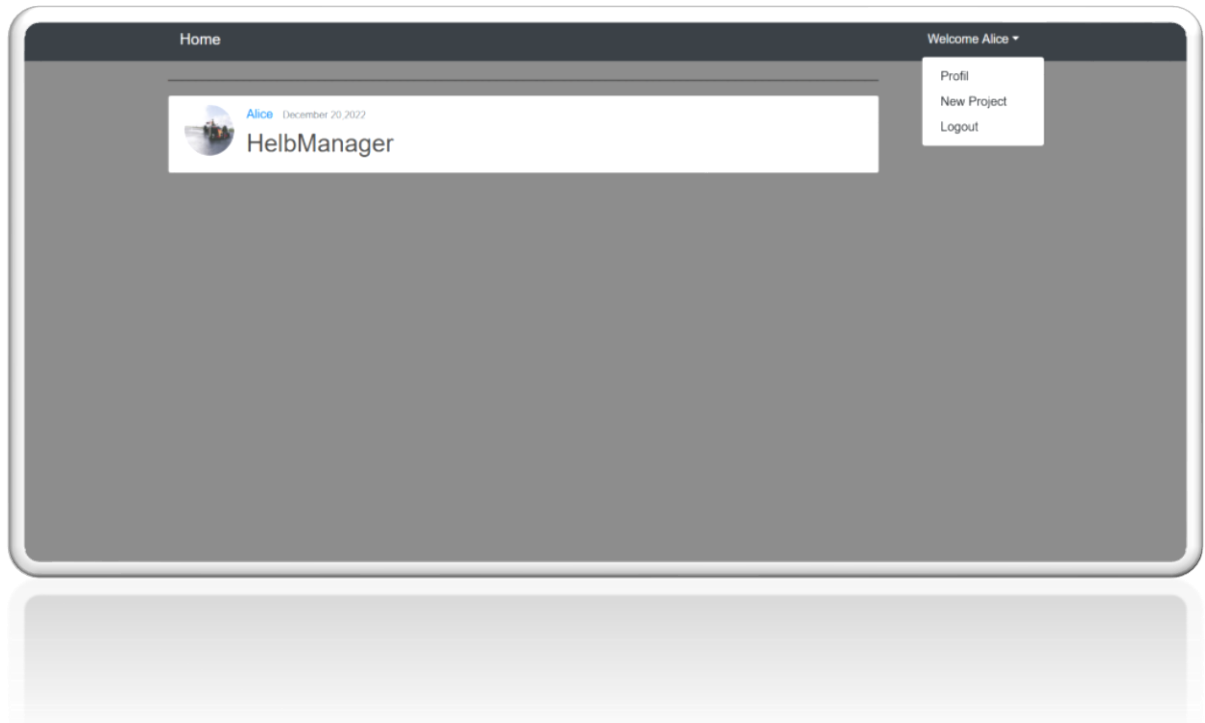 Home
Welcome Alice
Profil
New Project
Logout
Alice December 20,2022
HelbManager